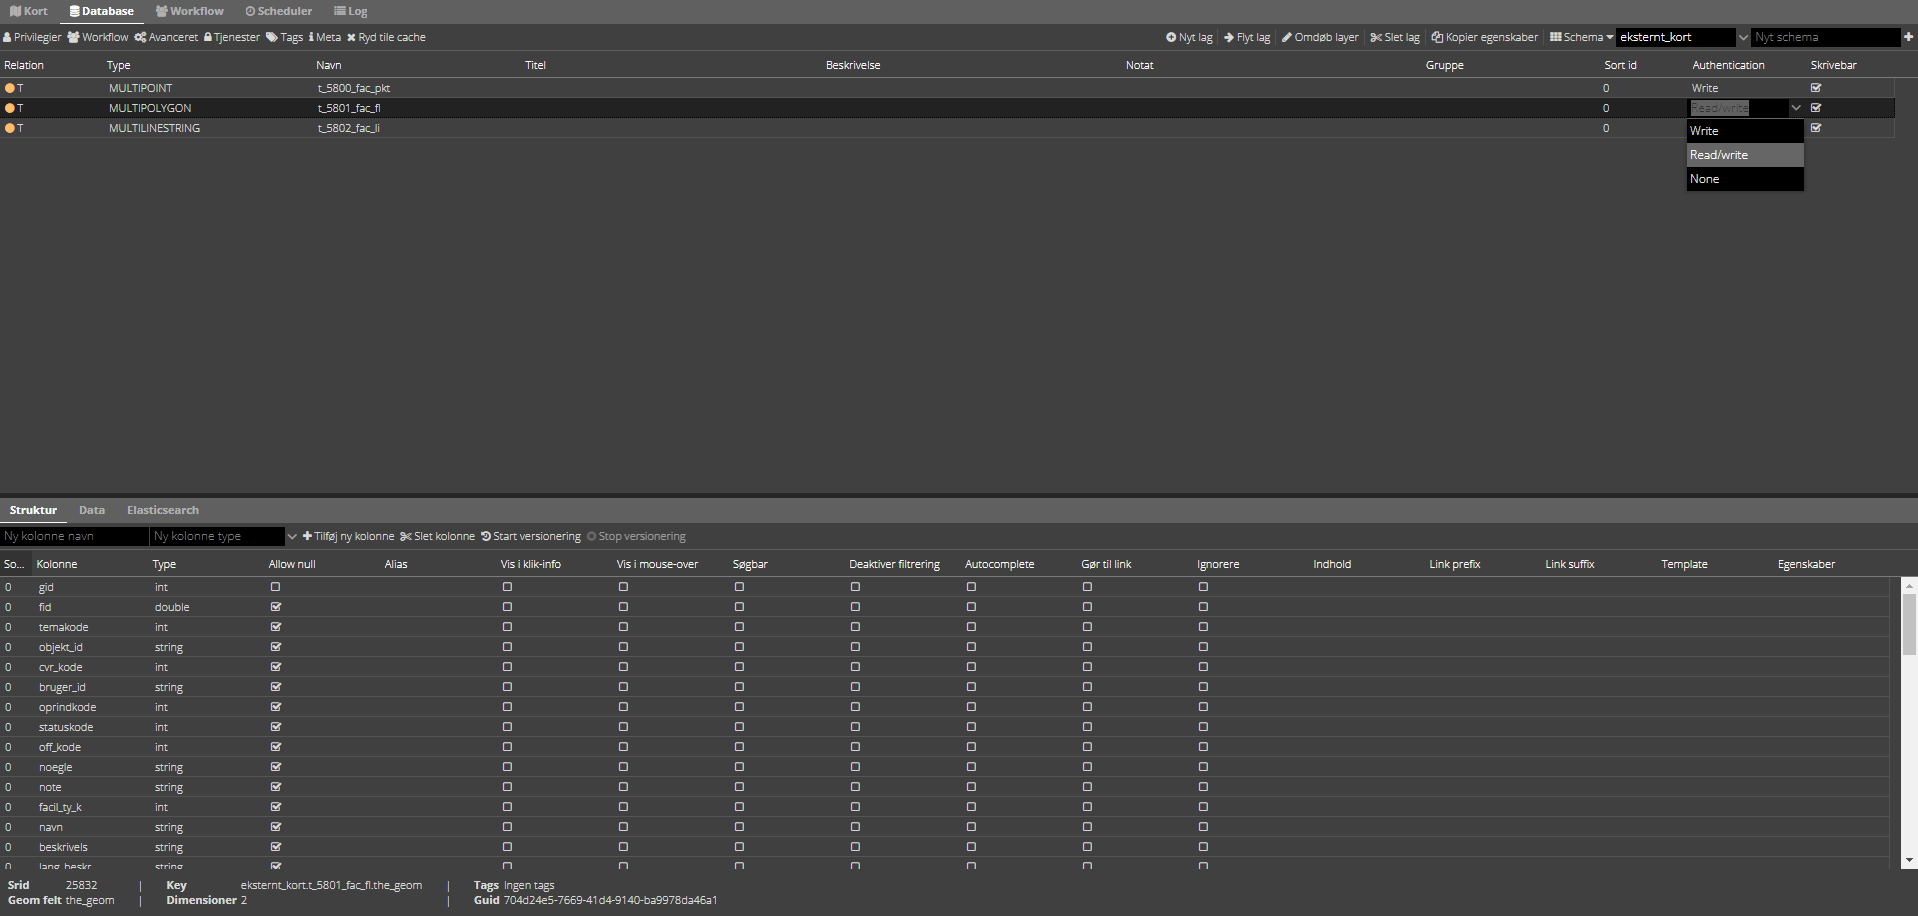 Kort Database Workflow Scheduler Log
Privilegier Workflow Avanceret Tjenester Tags Meta Ryd tile cache Nyt lag Flyt lag Omdøb layer Slet lag Kopier egenskaber Schema eksternt_kort Nyt schema
Relation Type Navn Titel Beskrivelse Notat Gruppe Sort id Authentication Skrivebar
T MULTIPOINT t_5800_fac_pkt 0 Write
T MULTIPOLYGON t_5801_fac_fl 0 Read/write
T MULTILINESTRING t_5802_fac_li 0
Write
Read/write
None
Struktur Data Elasticsearch
Ny kolonne navn Ny kolonne type Tilføj ny kolonne Slet kolonne Start versionering Stop versionering
So... Kolonne Type Allow null Alias Vis i klik-info Vis i mouse-over Søgbar Deaktiver filtrering Autocomplete Gør til link Ignorere Indhold Link prefix Link suffix Template Egenskaber
0 gid int
0 fid double
0 temakode int
0 objekt_id string
0 cvr_kode int
0 bruger_id string
0 oprindkode int
0 statuskode int
0 off_kode int
0 noegle string
0 note string
0 facil_ty_k int
0 navn string
0 beskrivels string
0 lang_beskr string
Srid 25832 | Key eksternt_kort.t_5801_fac_fl.the_geom | Tags Ingen tags
Geom felt the_geom | Dimensioner 2 | Guid 704d24e5-7669-41d4-9140-ba9978da46a1